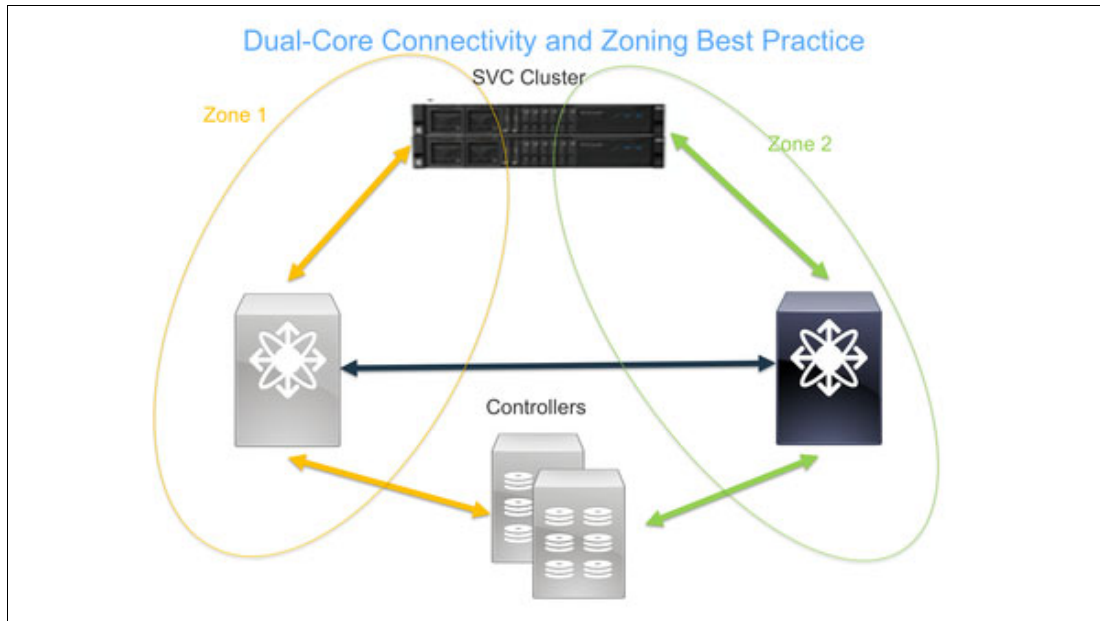 Dual-Core Connectivity and Zoning Best Practice
SVC Cluster
Zone 1
Zone 2
Controllers